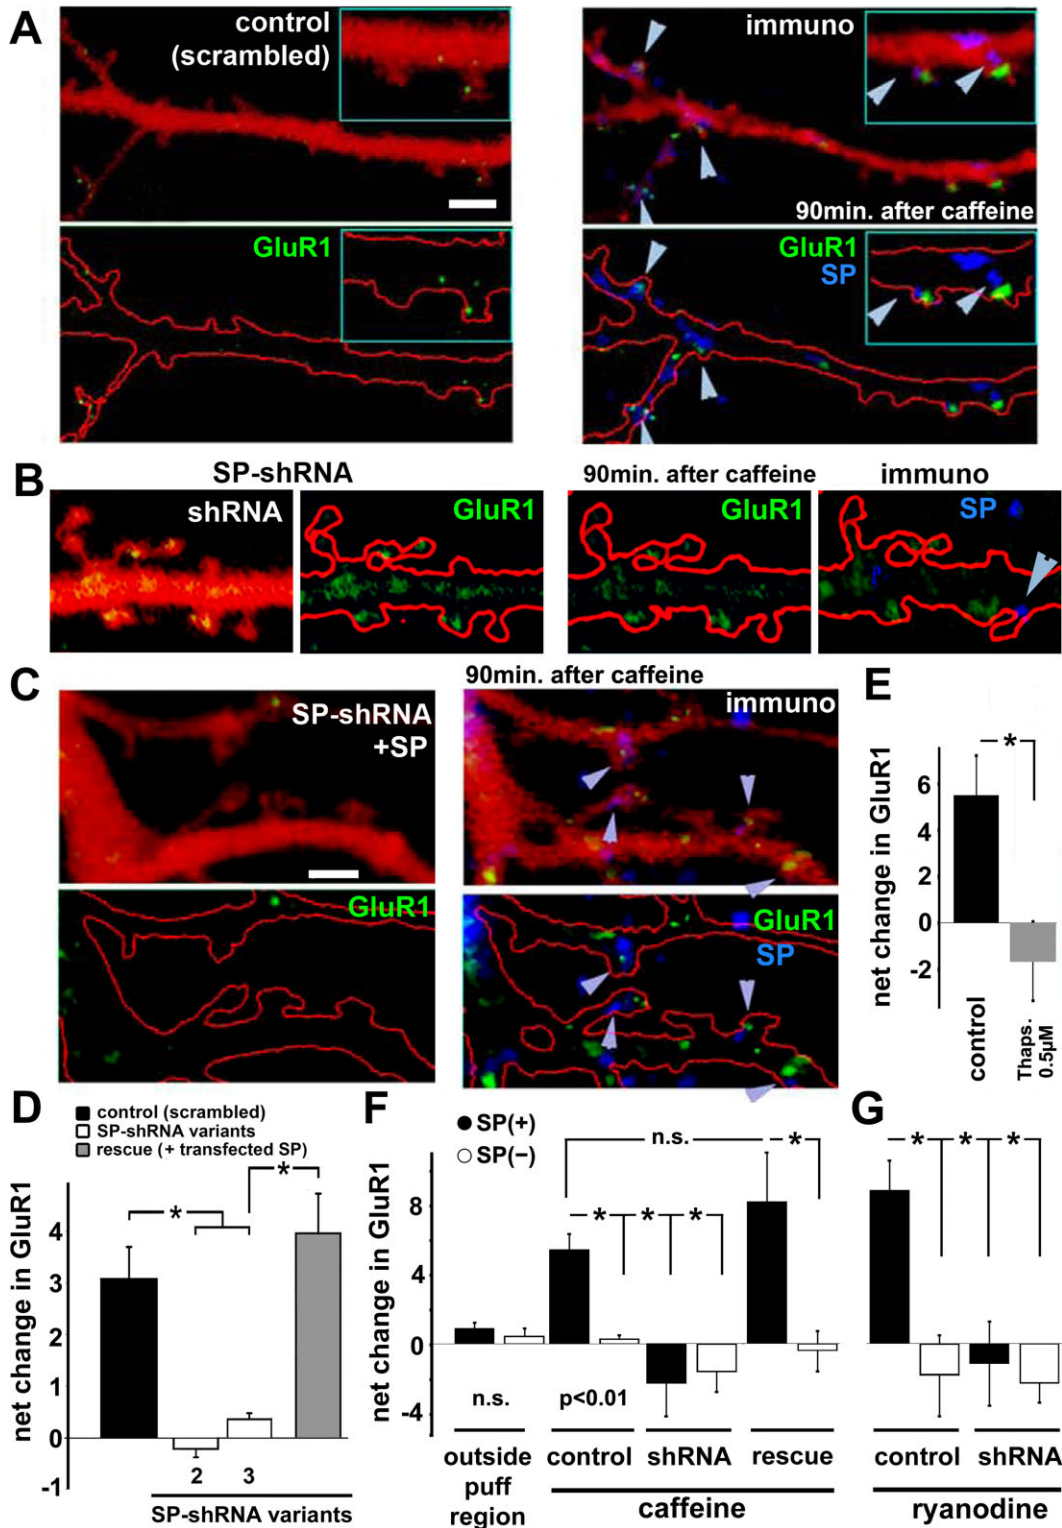 A
control
(scrambled)
immuno
90min. after caffeine
GluR1
GluR1
SP
B
SP-shRNA
90min. after caffeine
immuno
shRNA
GluR1
GluR1
SP
C
90min. after caffeine
SP-shRNA
+SP
immuno
GluR1
GluR1
SP
E
net change in GluR1
6
4
2
0
-2
*
control
Thaps.
0.5µM
D
control (scrambled)
SP-shRNA variants
rescue (+ transfected SP)
net change in GluR1
4
3
2
1
0
-1
*
*
2
3
SP-shRNA variants
F
SP(+)
SP(−)
net change in GluR1
8
4
0
-4
n.s.
*
*
*
*
n.s.
p<0.01
outside
puff
region
control
shRNA
rescue
caffeine
G
*
*
*
control
shRNA
ryanodine